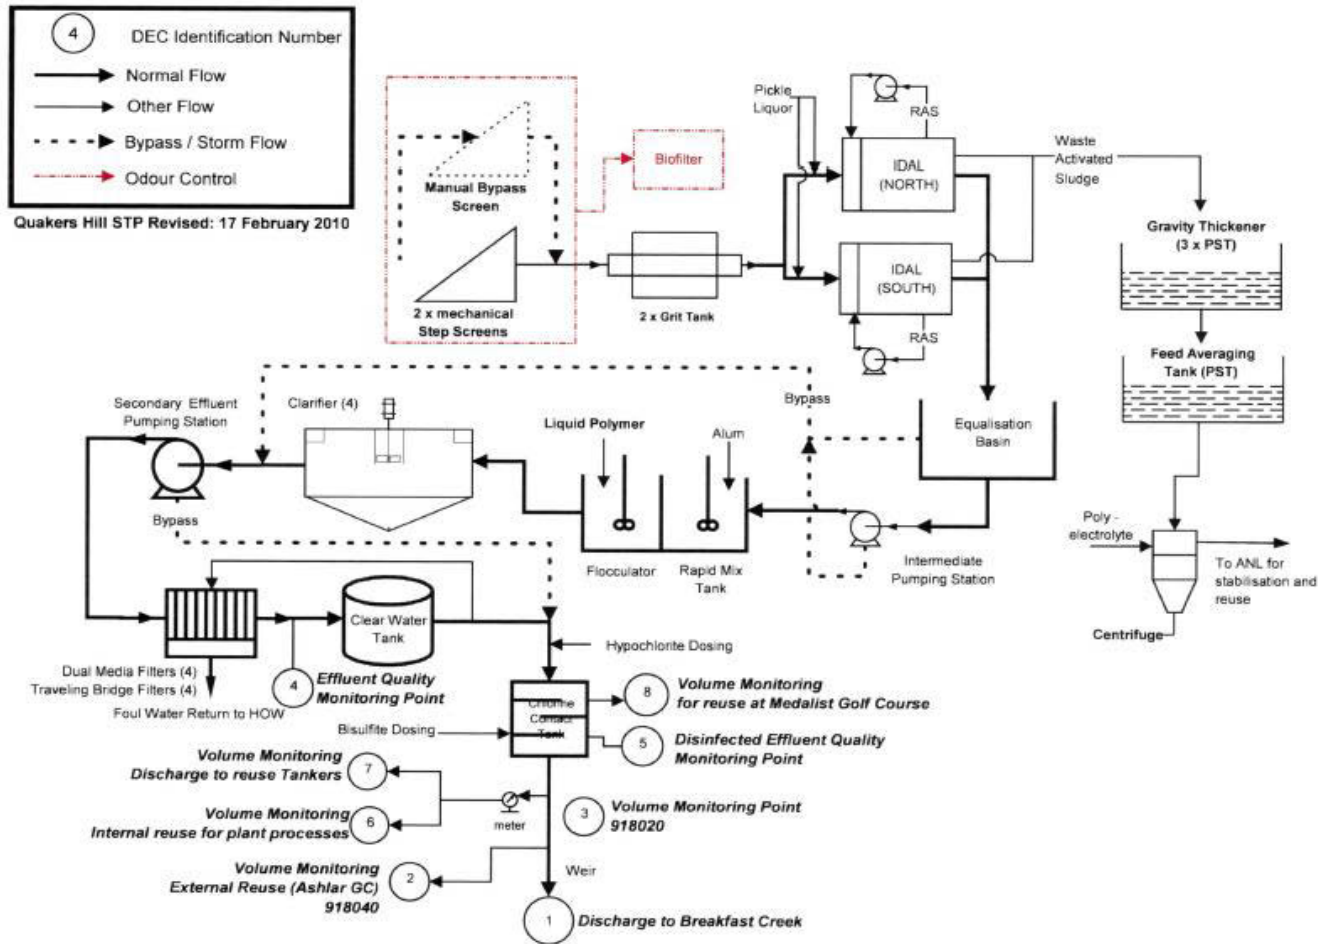 4
DEC Identification Number
Normal Flow
Other Flow
Bypass / Storm Flow
Odour Control
Quakers Hill STP Revised: 17 February 2010
Manual Bypass
Screen
2 x mechanical
Step Screens
Biofilter
2 x Grit Tank
Pickle
Liquor
RAS
IDAL
(NORTH)
IDAL
(SOUTH)
RAS
Waste
Activated
Sludge
Gravity Thickener
(3 x PST)
Feed Averaging
Tank (PST)
Poly -
electrolyte
To ANL for
stabilisation and
reuse
Centrifuge
Equalisation
Basin
Bypass
Intermediate
Pumping Station
Alum
Rapid Mix
Tank
Liquid Polymer
Flocculator
Clarifier (4)
Secondary Effluent
Pumping Station
Bypass
Dual Media Filters (4)
Traveling Bridge Filters (4)
Foul Water Return to HOW
Clear Water
Tank
4
Effluent Quality
Monitoring Point
Hypochlorite Dosing
Chlorine
Contact
Tank
Bisulfite Dosing
8
Volume Monitoring
for reuse at Medalist Golf Course
5
Disinfected Effluent Quality
Monitoring Point
Volume Monitoring
Discharge to reuse Tankers
7
Volume Monitoring
Internal reuse for plant processes
6
meter
3
Volume Monitoring Point
918020
Volume Monitoring
External Reuse (Ashlar GC)
918040
2
Weir
1
Discharge to Breakfast Creek